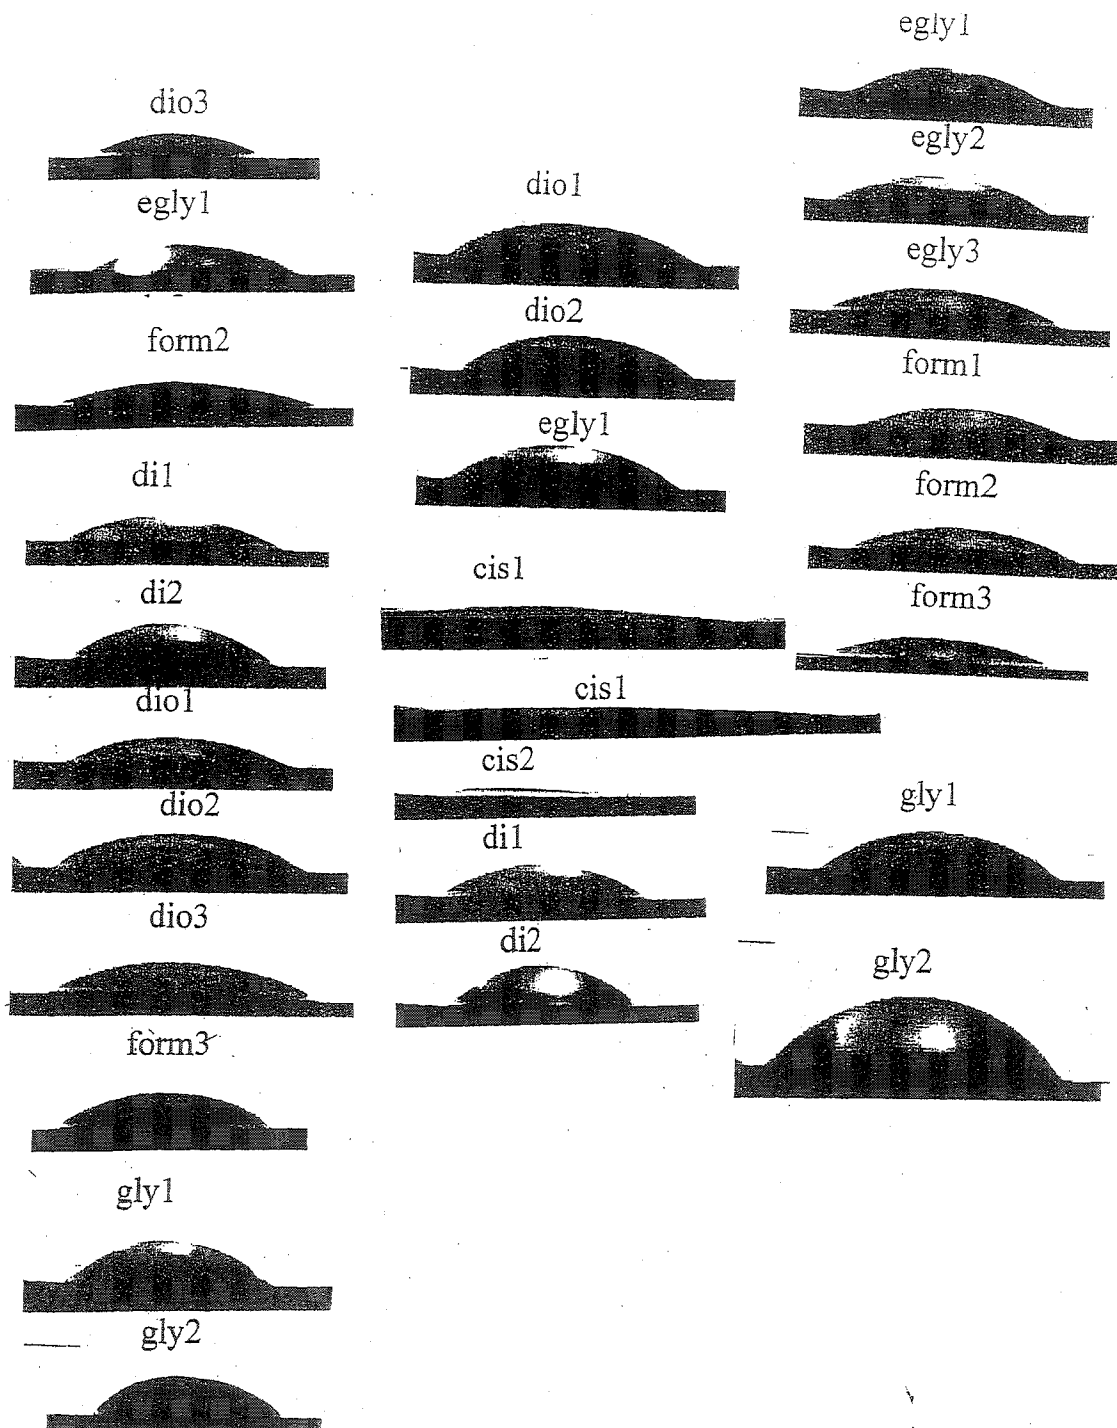 dio3
egly1
form2
di1
di2
dio1
dio2
dio3
form3
gly1
gly2
dio1
dio2
egly1
cis1
cis1
cis2
di1
di2
egly1
egly2
egly3
form1
form2
form3
gly1
gly2